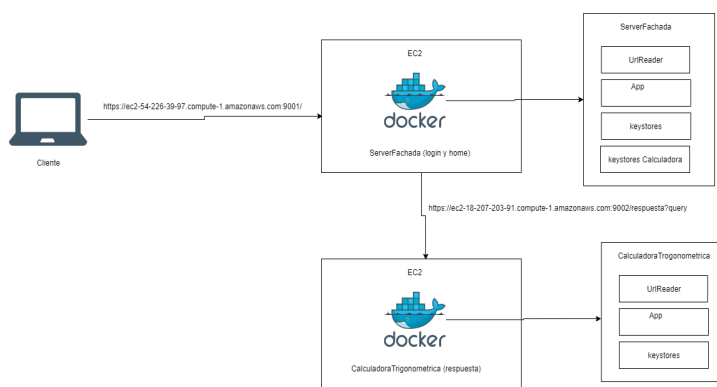 Cliente
https://ec2-54-226-39-97.compute-1.amazonaws.com:9001/
EC2
docker
ServerFachada (login y home)
ServerFachada
UrlReader
App
keystores
keystores Calculadora
https://ec2-18-207-203-91.compute-1.amazonaws.com:9002/respuesta?query
EC2
docker
CalculadoraTrigonometrica (respuesta)
CalculadoraTrogonometrica
UrlReader
App
keystores